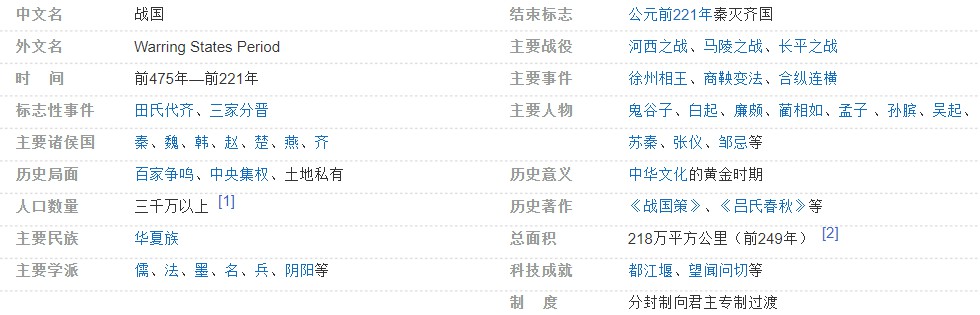 中文名 战国
外文名 Warring States Period
时 间 前475年—前221年
标志性事件 田氏代齐、三家分晋
主要诸侯国 秦、魏、韩、赵、楚、燕、齐
历史局面 百家争鸣、中央集权、土地私有
人口数量 三千万以上 [1]
主要民族 华夏族
主要学派 儒、法、墨、名、兵、阴阳等
结束标志 公元前221年秦灭齐国
主要战役 河西之战、马陵之战、长平之战
主要事件 徐州相王、商鞅变法、合纵连横
主要人物 鬼谷子、白起、廉颇、蔺相如、孟子、孙膑、吴起、
苏秦、张仪、邹忌等
历史意义 中华文化的黄金时期
历史著作 《战国策》、《吕氏春秋》等
总面积 218万平方公里（前249年） [2]
科技成就 都江堰、望闻问切等
制 度 分封制向君主专制过渡